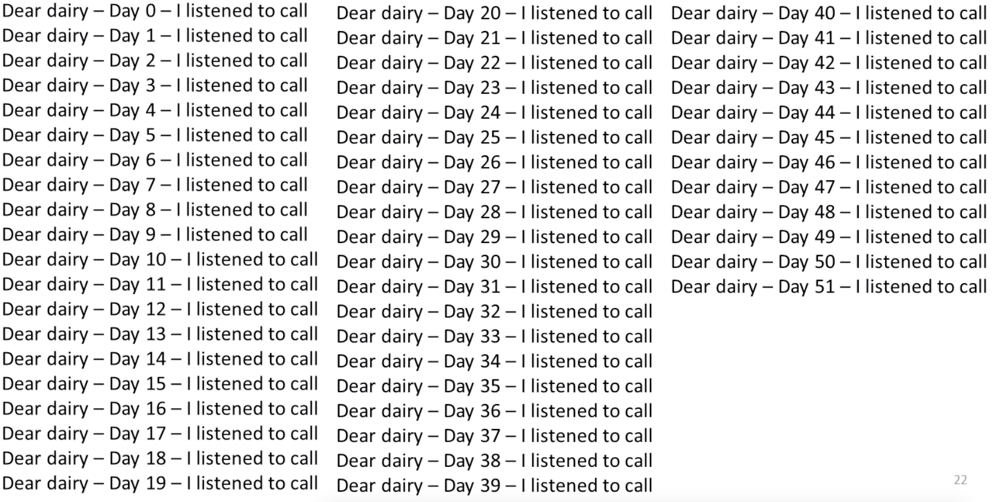 Dear dairy – Day 0 – I listened to call
Dear dairy – Day 1 – I listened to call
Dear dairy – Day 2 – I listened to call
Dear dairy – Day 3 – I listened to call
Dear dairy – Day 4 – I listened to call
Dear dairy – Day 5 – I listened to call
Dear dairy – Day 6 – I listened to call
Dear dairy – Day 7 – I listened to call
Dear dairy – Day 8 – I listened to call
Dear dairy – Day 9 – I listened to call
Dear dairy – Day 10 – I listened to call
Dear dairy – Day 11 – I listened to call
Dear dairy – Day 12 – I listened to call
Dear dairy – Day 13 – I listened to call
Dear dairy – Day 14 – I listened to call
Dear dairy – Day 15 – I listened to call
Dear dairy – Day 16 – I listened to call
Dear dairy – Day 17 – I listened to call
Dear dairy – Day 18 – I listened to call
Dear dairy – Day 19 – I listened to call
Dear dairy – Day 20 – I listened to call
Dear dairy – Day 21 – I listened to call
Dear dairy – Day 22 – I listened to call
Dear dairy – Day 23 – I listened to call
Dear dairy – Day 24 – I listened to call
Dear dairy – Day 25 – I listened to call
Dear dairy – Day 26 – I listened to call
Dear dairy – Day 27 – I listened to call
Dear dairy – Day 28 – I listened to call
Dear dairy – Day 29 – I listened to call
Dear dairy – Day 30 – I listened to call
Dear dairy – Day 31 – I listened to call
Dear dairy – Day 32 – I listened to call
Dear dairy – Day 33 – I listened to call
Dear dairy – Day 34 – I listened to call
Dear dairy – Day 35 – I listened to call
Dear dairy – Day 36 – I listened to call
Dear dairy – Day 37 – I listened to call
Dear dairy – Day 38 – I listened to call
Dear dairy – Day 39 – I listened to call
Dear dairy – Day 40 – I listened to call
Dear dairy – Day 41 – I listened to call
Dear dairy – Day 42 – I listened to call
Dear dairy – Day 43 – I listened to call
Dear dairy – Day 44 – I listened to call
Dear dairy – Day 45 – I listened to call
Dear dairy – Day 46 – I listened to call
Dear dairy – Day 47 – I listened to call
Dear dairy – Day 48 – I listened to call
Dear dairy – Day 49 – I listened to call
Dear dairy – Day 50 – I listened to call
Dear dairy – Day 51 – I listened to call
22